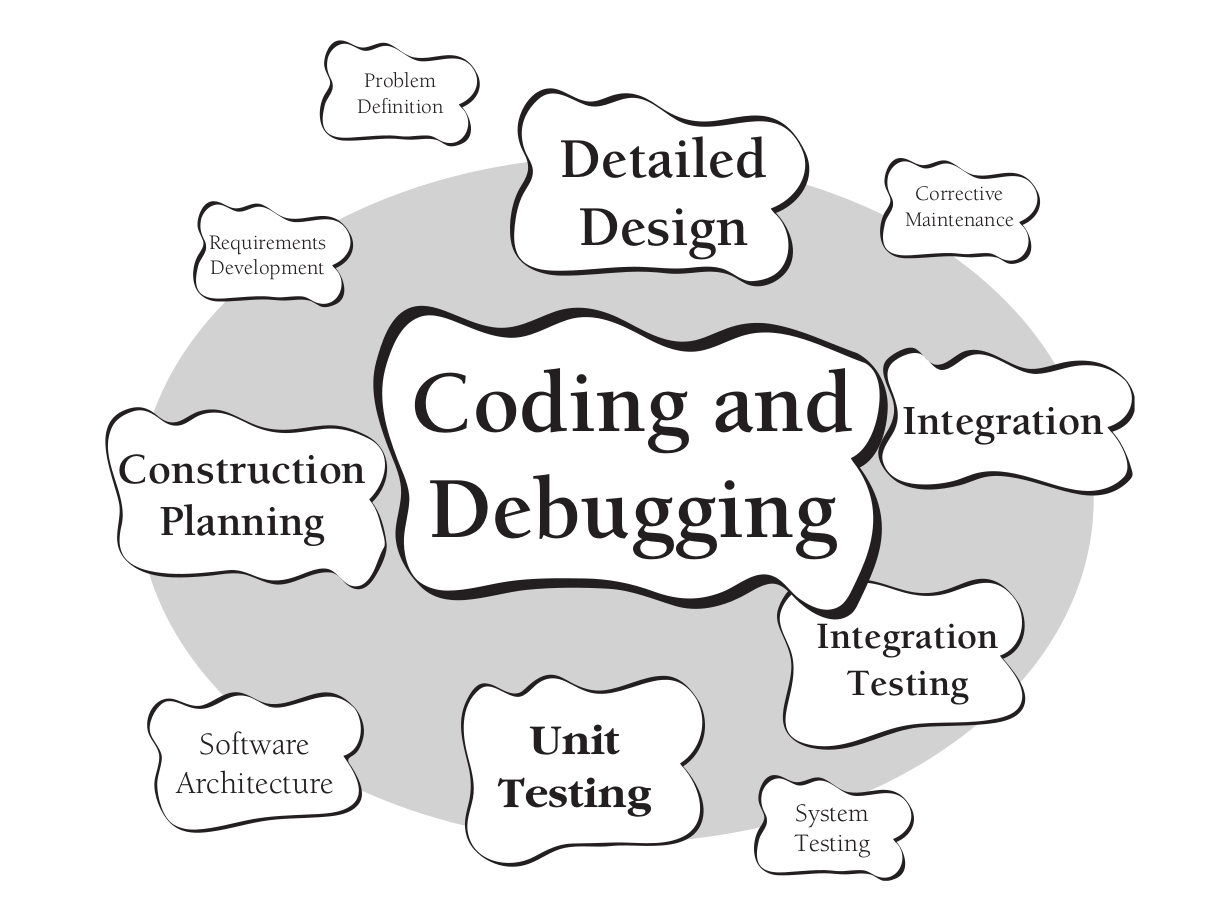 Problem
Definition
Detailed
Design
Corrective
Maintenance
Requirements
Development
Coding and
Debugging
Integration
Construction
Planning
Integration
Testing
Software
Architecture
Unit
Testing
System
Testing